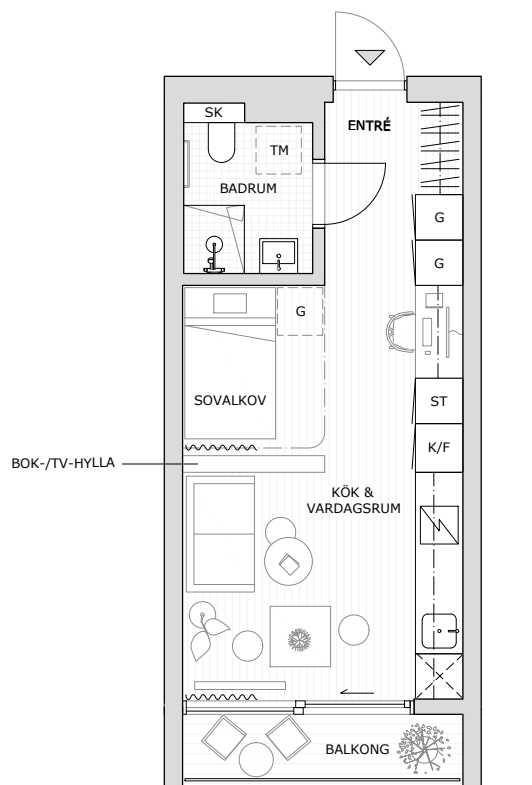 SK
ENTRÉ
TM
BADRUM
G
G
G
SOVALKOV
ST
K/F
BOK-/TV-HYLLA
KÖK &
VARDAGSRUM
BALKONG